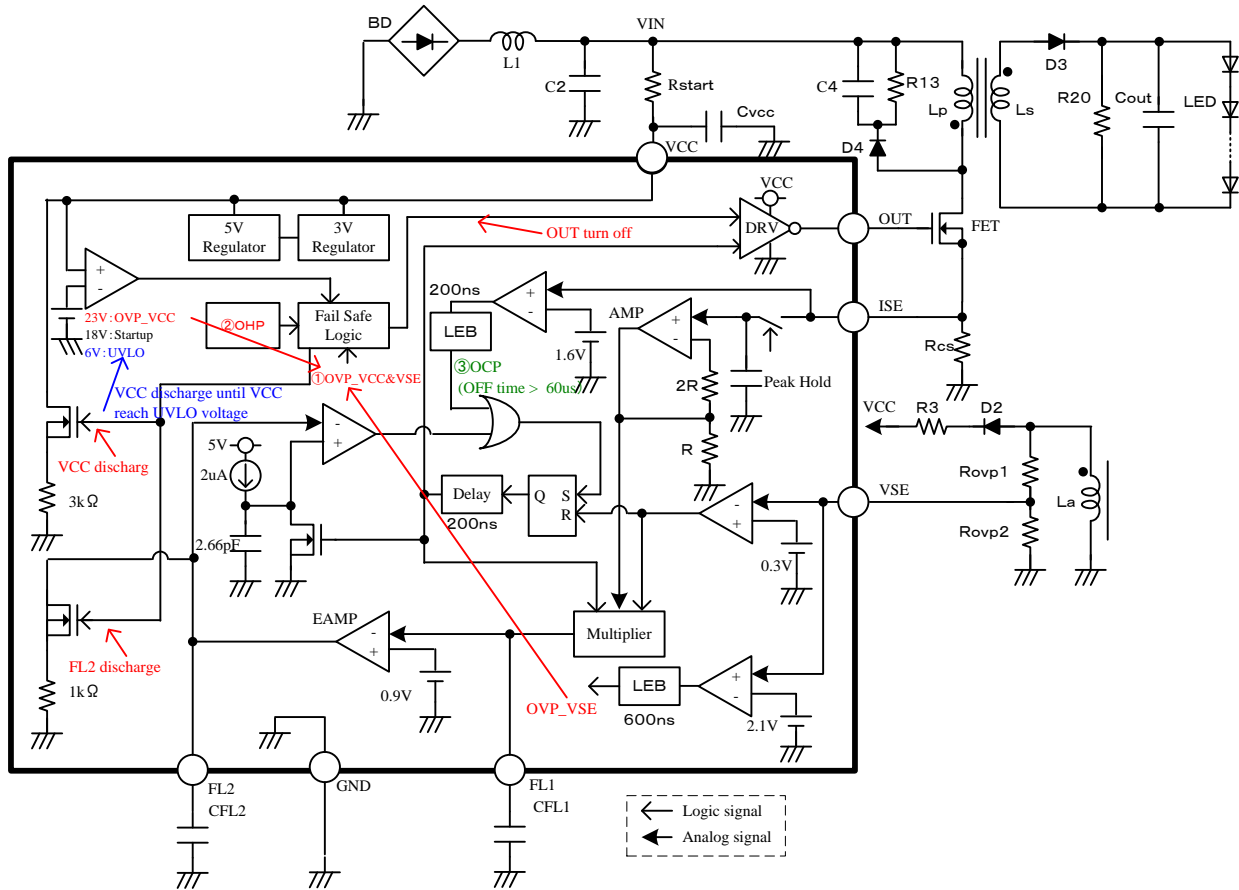 BD
VIN
L1
C2
Rstart
C4
R13
Lp
Ls
D3
R20
Cout
LED
Cvcc
VCC
D4
VCC
5V
Regulator
3V
Regulator
OUT turn off
DRV
OUT
FET
200ns
23V:OVP_VCC
18V:Startup
6V:UVLO
②OHP
Fail Safe
Logic
LEB
AMP
ISE
1.6V
Rcs
①OVP_VCC&VSE
③OCP
(OFF time > 60us)
2R
Peak Hold
VCC discharge until VCC
reach UVLO voltage
VCC
R3
D2
R
5V
VCC discharg
2uA
Rovp1
VSE
La
3kΩ
Delay
Q
S
R
200ns
Rovp2
2.66pF
0.3V
EAMP
Multiplier
FL2 discharge
1kΩ
0.9V
OVP_VSE
LEB
600ns
2.1V
FL2
CFL2
GND
FL1
CFL1
Logic signal
Analog signal